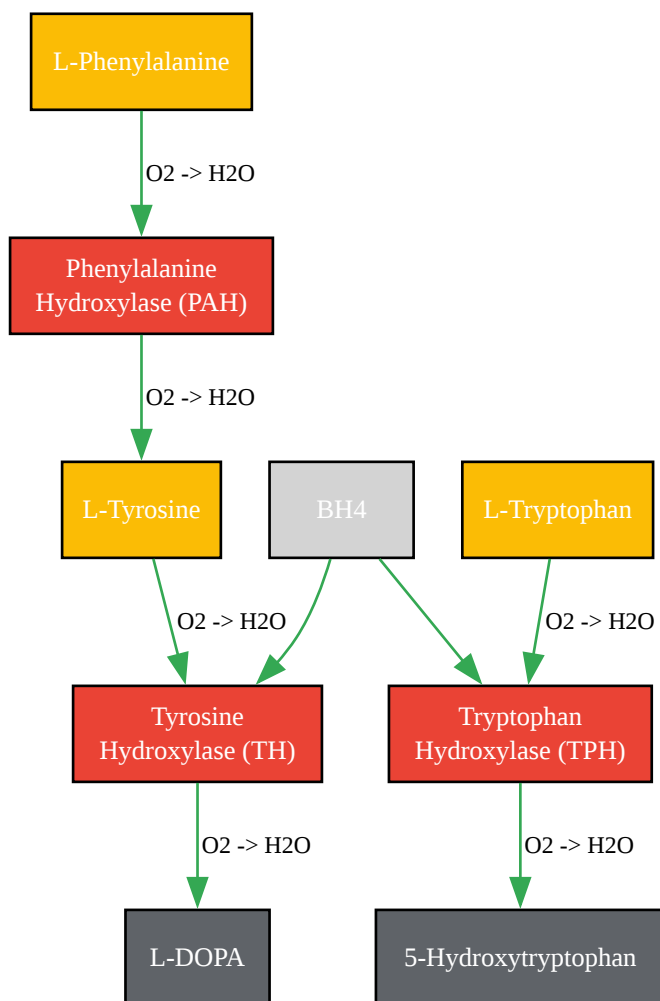 L-Phenylalanine
O2 -> H2O
Phenylalanine
Hydroxylase (PAH)
O2 -> H2O
L-Tyrosine
BH4
L-Tryptophan
O2 -> H2O
O2 -> H2O
Tyrosine
Hydroxylase (TH)
Tryptophan
Hydroxylase (TPH)
O2 -> H2O
O2 -> H2O
L-DOPA
5-Hydroxytryptophan